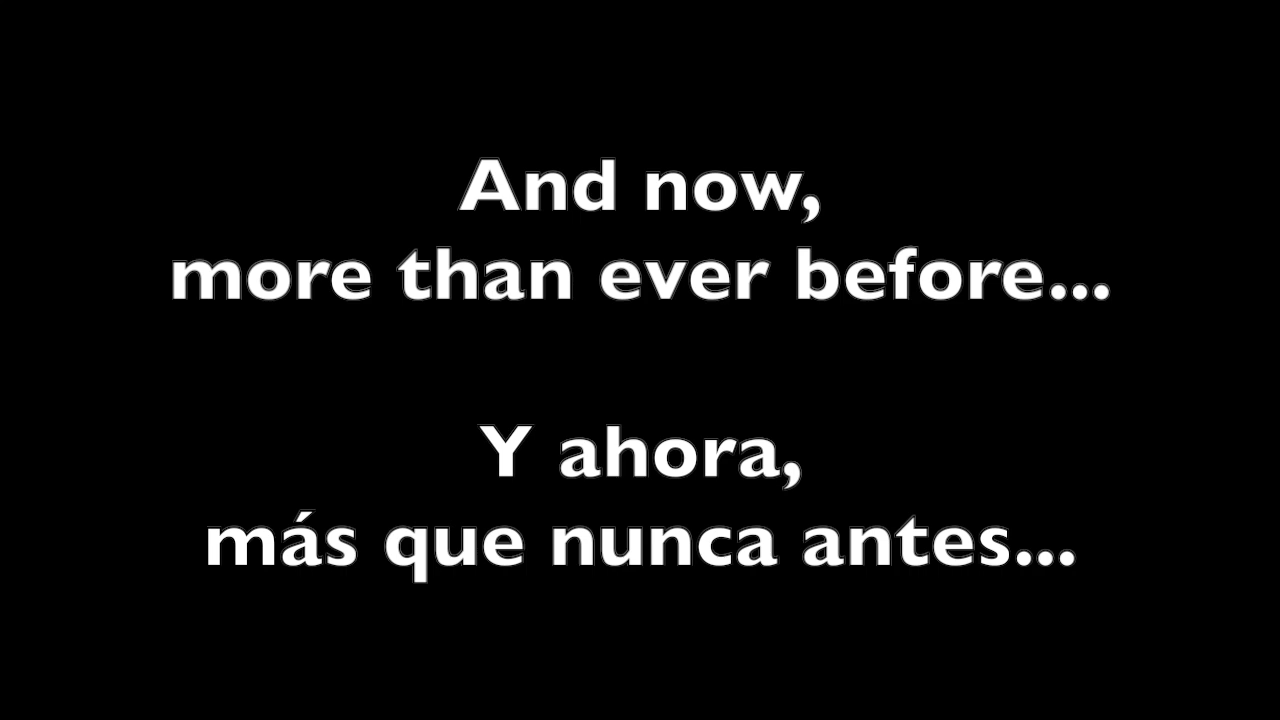 And now,
more than ever before...
Y ahora,
más que nunca antes...